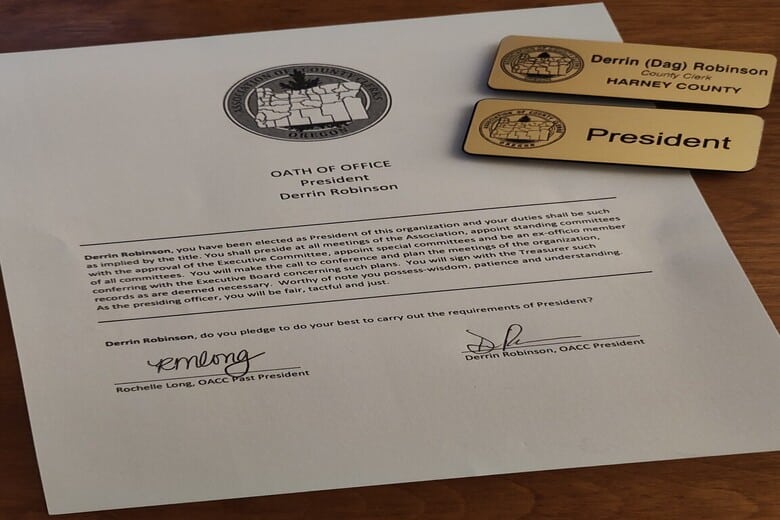 ASSOCIATION OF COUNTY CLERKS
OREGON
OATH OF OFFICE
President
Derrin Robinson
Derrin Robinson, you have been elected as President of this organization and your duties shall be such
as implied by the title. You shall preside at all meetings of the Association, appoint standing committees
with the approval of the Executive Committee, appoint special committees and be an ex-officio member
of all committees. You will make the call to conference and plan the meetings of the organization,
conferring with the Executive Board concerning such plans. You will sign with the Treasurer such
records as are deemed necessary. Worthy of note you possess-wisdom, patience and understanding.
As the presiding officer, you will be fair, tactful and just.
Derrin Robinson, do you pledge to do your best to carry out the requirements of President?
RMLong
Rochelle Long, OACC Past President
Derrin Robinson, OACC President
Derrin (Dag) Robinson
County Clerk
HARNEY COUNTY
ASSOCIATION OF COUNTY CLERKS
OREGON
President